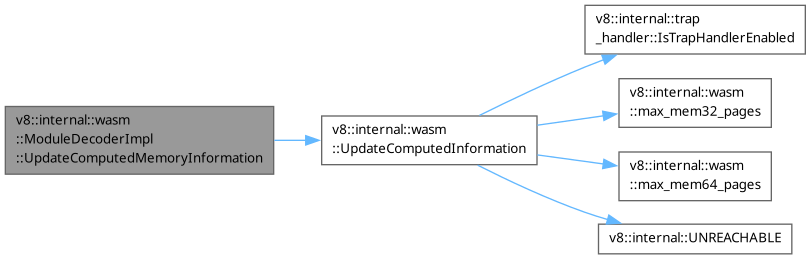 v8::internal::wasm
::ModuleDecoderImpl
::UpdateComputedMemoryInformation
v8::internal::wasm
::UpdateComputedInformation
v8::internal::trap
_handler::IsTrapHandlerEnabled
v8::internal::wasm
::max_mem32_pages
v8::internal::wasm
::max_mem64_pages
v8::internal::UNREACHABLE